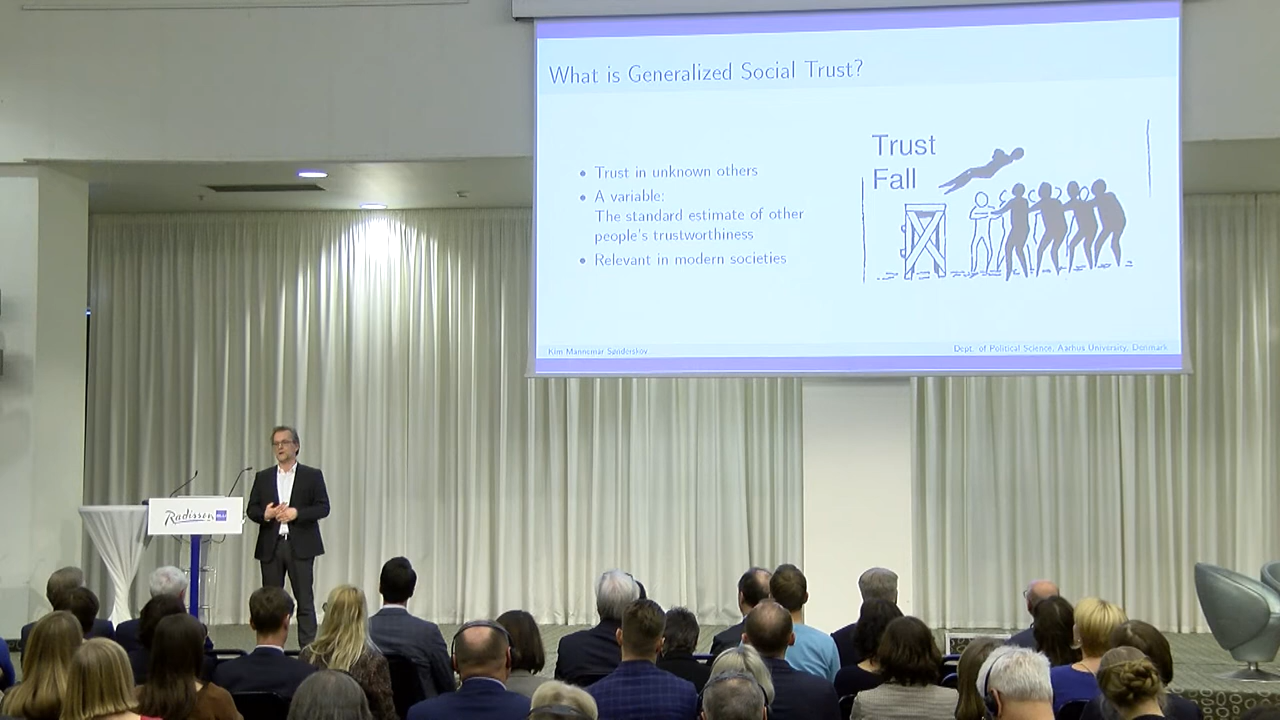 What is Generalized Social Trust?
• Trust in unknown others
• A variable:
The standard estimate of other
people's trustworthiness
• Relevant in modern societies
Trust
Fall
Kim Mannemar Sønderskov
Dept. of Political Science, Aarhus University, Denmark
Radisson BLU